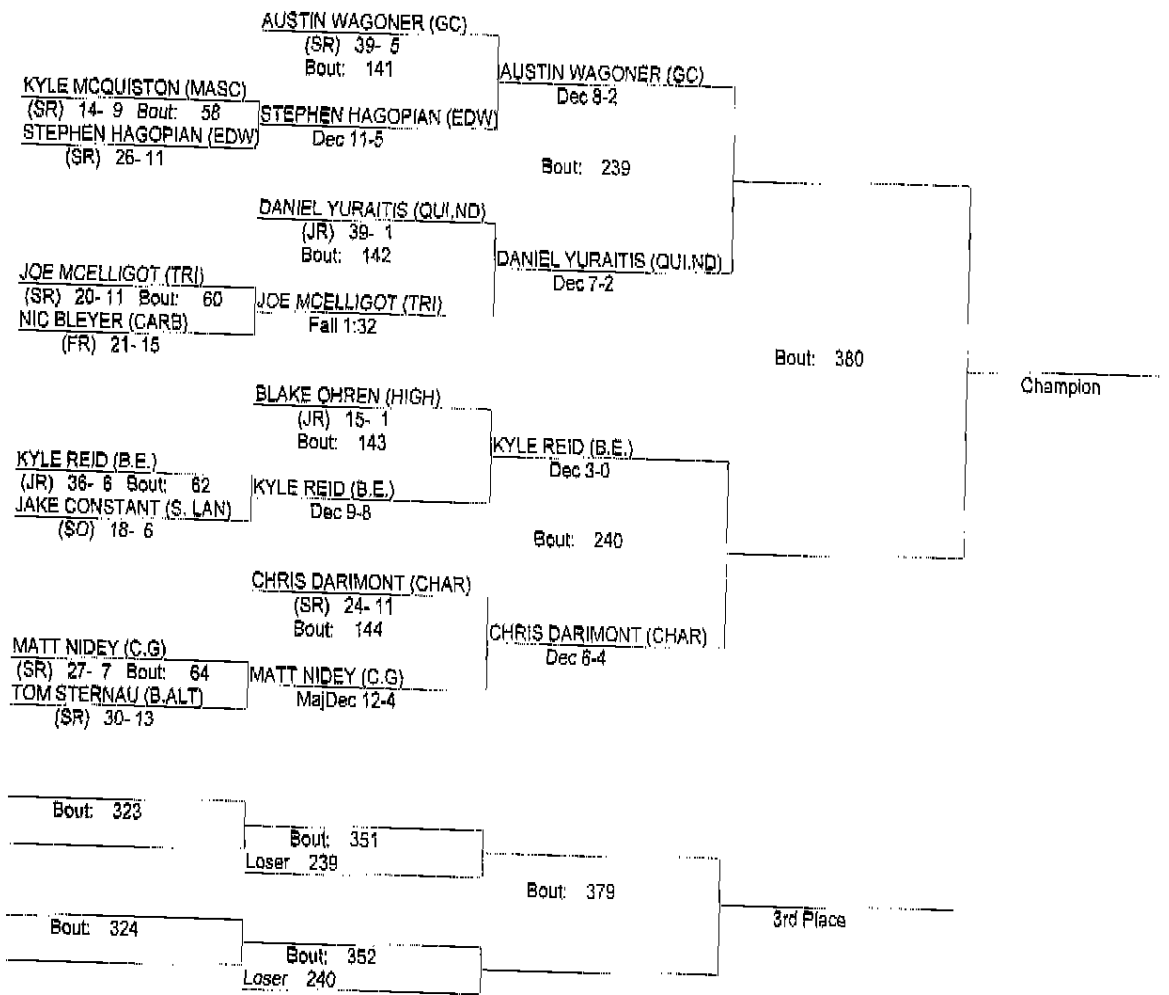 AUSTIN WAGONER (GC)
(SR) 39- 5
Bout: 141
AUSTIN WAGONER (GC)
Dec 8-2
KYLE MCQUISTON (MASC)
(SR) 14- 9 Bout: 58
STEPHEN HAGOPIAN (EDW)
STEPHEN HAGOPIAN (EDW)
Dec 11-5
(SR) 26- 11
Bout: 239
DANIEL YURAITIS (QUI,ND)
(JR) 39- 1
Bout: 142
DANIEL YURAITIS (QUI,ND)
Dec 7-2
JOE MCELLIGOT (TRI)
(SR) 20- 11 Bout: 60
JOE MCELLIGOT (TRI)
NIC BLEYER (CARB)
Fall 1:32
(FR) 21- 15
Bout: 380
Champion
BLAKE OHREN (HIGH)
(JR) 15- 1
Bout: 143
KYLE REID (B.E.)
Dec 3-0
KYLE REID (B.E.)
(JR) 36- 6 Bout: 62
KYLE REID (B.E.)
JAKE CONSTANT (S. LAN)
Dec 9-8
(SO) 18- 6
Bout: 240
CHRIS DARIMONT (CHAR)
(SR) 24- 11
Bout: 144
CHRIS DARIMONT (CHAR)
Dec 6-4
MATT NIDEY (C.G)
(SR) 27- 7 Bout: 64
MATT NIDEY (C.G)
TOM STERNAU (B.ALT)
MajDec 12-4
(SR) 30- 13
Bout: 323
Bout: 351
Loser 239
Bout: 379
3rd Place
Bout: 324
Bout: 352
Loser 240